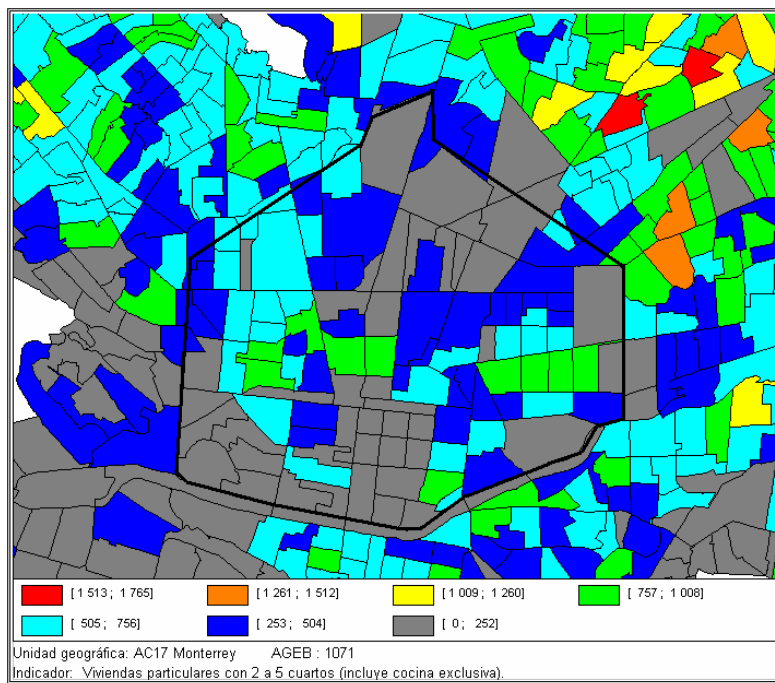 [ 1 513 ; 1 765] [ 1 261 ; 1 512] [ 1 009 ; 1 260] [ 757 ; 1 008]
[ 505 ; 756] [ 253 ; 504] [ 0 ; 252]
Unidad geográfica: AC17 Monterrey AGEB : 1071
Indicador: Viviendas particulares con 2 a 5 cuartos (incluye cocina exclusiva).